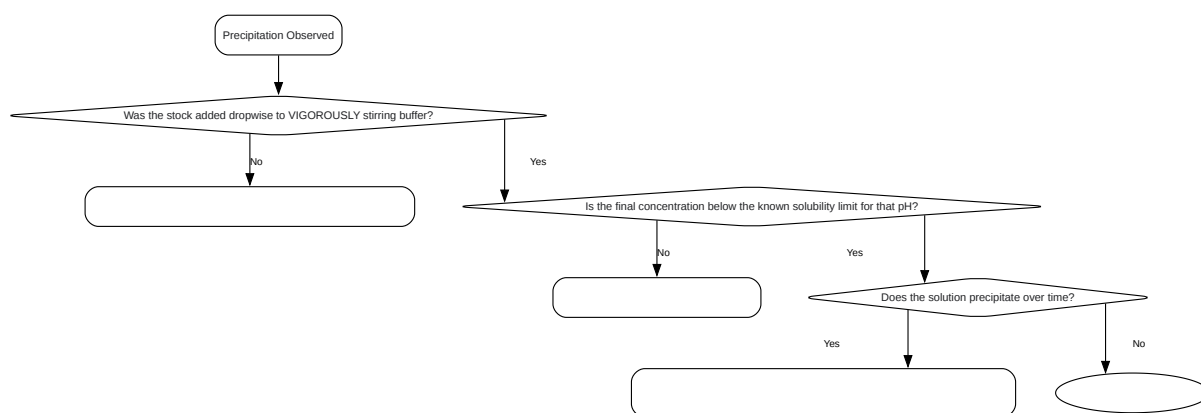 Precipitation Observed
Was the stock added dropwise to VIGOROUSLY stirring buffer?
No
Yes
Is the final concentration below the known solubility limit for that pH?
No
Yes
Does the solution precipitate over time?
Yes
No